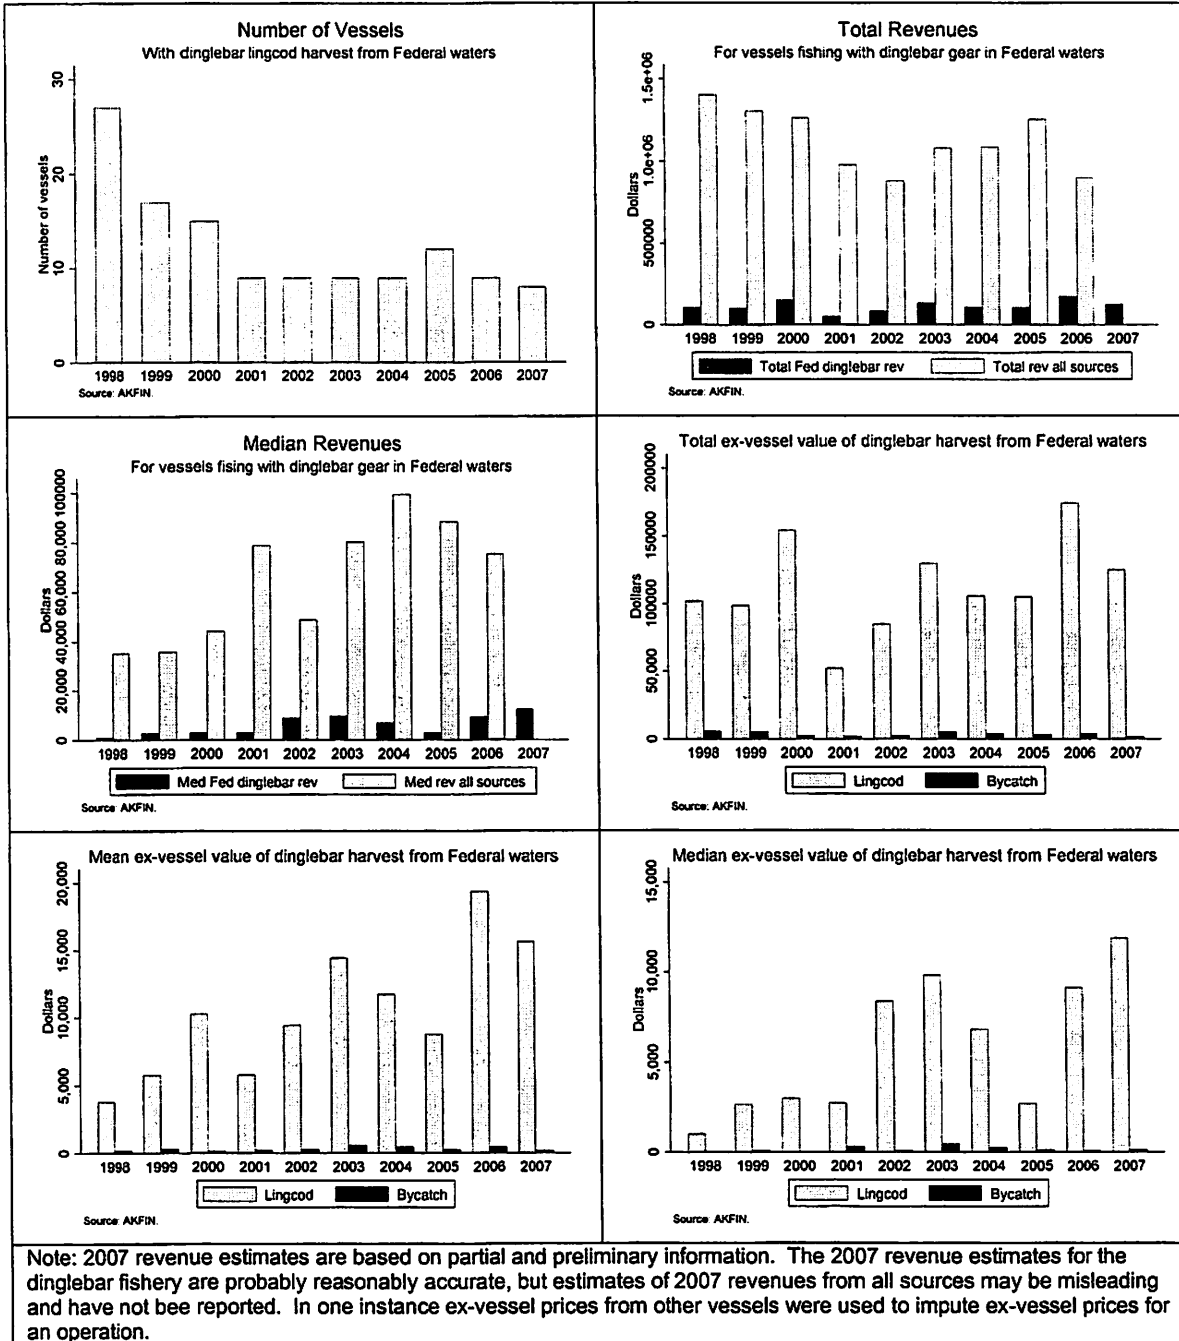 Number of Vessels
With dinglebar lingcod harvest from Federal waters
Number of vessels
30
20
10
0
1998 1999 2000 2001 2002 2003 2004 2005 2006 2007
Source: AKFIN.
Total Revenues
For vessels fishing with dinglebar gear in Federal waters
Dollars
1.5e+06
1.0e+06
500000
0
1998 1999 2000 2001 2002 2003 2004 2005 2006 2007
Total Fed dinglebar rev Total rev all sources
Source: AKFIN.
Median Revenues
For vessels fising with dinglebar gear in Federal waters
Dollars
100000
80,000
60,000
40,000
20,000
0
1998 1999 2000 2001 2002 2003 2004 2005 2006 2007
Med Fed dinglebar rev Med rev all sources
Source: AKFIN.
Total ex-vessel value of dinglebar harvest from Federal waters
Dollars
200000
150000
100000
50,000
0
1998 1999 2000 2001 2002 2003 2004 2005 2006 2007
Lingcod Bycatch
Source: AKFIN.
Mean ex-vessel value of dinglebar harvest from Federal waters
Dollars
20,000
15,000
10,000
5,000
0
1998 1999 2000 2001 2002 2003 2004 2005 2006 2007
Lingcod Bycatch
Source: AKFIN.
Median ex-vessel value of dinglebar harvest from Federal waters
Dollars
15,000
10,000
5,000
0
1998 1999 2000 2001 2002 2003 2004 2005 2006 2007
Lingcod Bycatch
Source: AKFIN.
Note: 2007 revenue estimates are based on partial and preliminary information. The 2007 revenue estimates for the
dinglebar fishery are probably reasonably accurate, but estimates of 2007 revenues from all sources may be misleading
and have not bee reported. In one instance ex-vessel prices from other vessels were used to impute ex-vessel prices for
an operation.